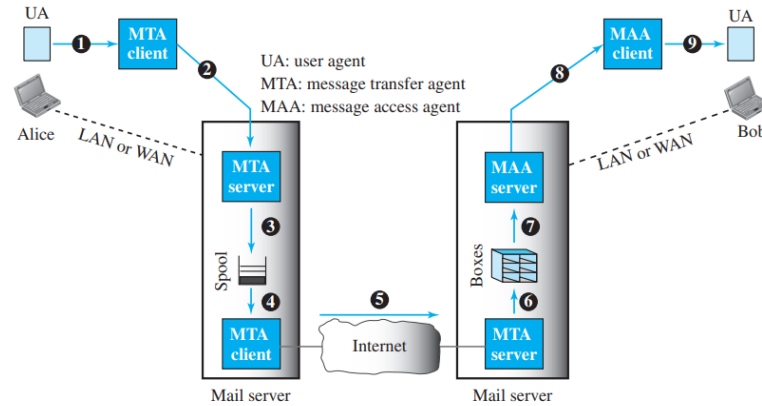 UA
1
MTA
client
2
UA: user agent
MTA: message transfer agent
MAA: message access agent
8
MAA
client
9
UA
Alice
LAN or WAN
MTA
server
3
Spool
4
MTA
client
Mail server
5
Internet
MAA
server
7
Boxes
6
MTA
server
Mail server
LAN or WAN
Bob